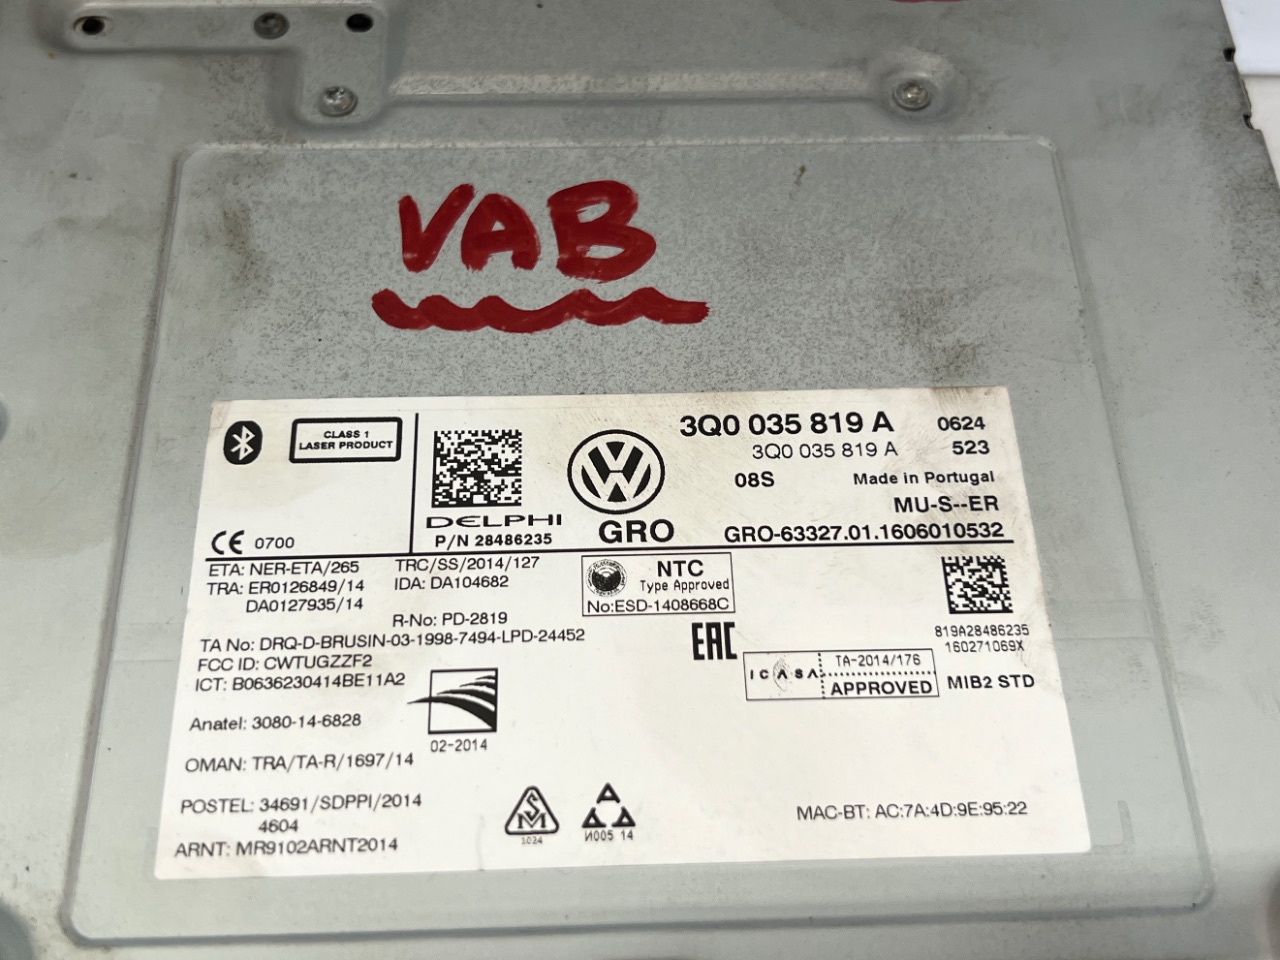 VAB
CLASS 1
LASER PRODUCT
CE 0700
DELPHI
P/N 28486235
GRO
3Q0 035 819 A 0624
3Q0 035 819 A 523
08S Made in Portugal
MU-S--ER
GRO-63327.01.1606010532
ETA: NER-ETA/265 TRC/SS/2014/127
TRA: ER0126849/14 IDA: DA104682
DA0127935/14
R-No: PD-2819
NTC
Type Approved
No:ESD-1408668C
TA No: DRQ-D-BRUSIN-03-1998-7494-LPD-24452
FCC ID: CWTUGZZF2
ICT: B0636230414BE11A2
EAC
819A28486235
160271069X
ICASA TA-2014/176
APPROVED
MIB2 STD
Anatel: 3080-14-6828
02-2014
OMAN: TRA/TA-R/1697/14
POSTEL: 34691/SDPPI/2014
4604
ARNT: MR9102ARNT2014
SM
1024
И005 14
MAC-BT: AC:7A:4D:9E:95:22